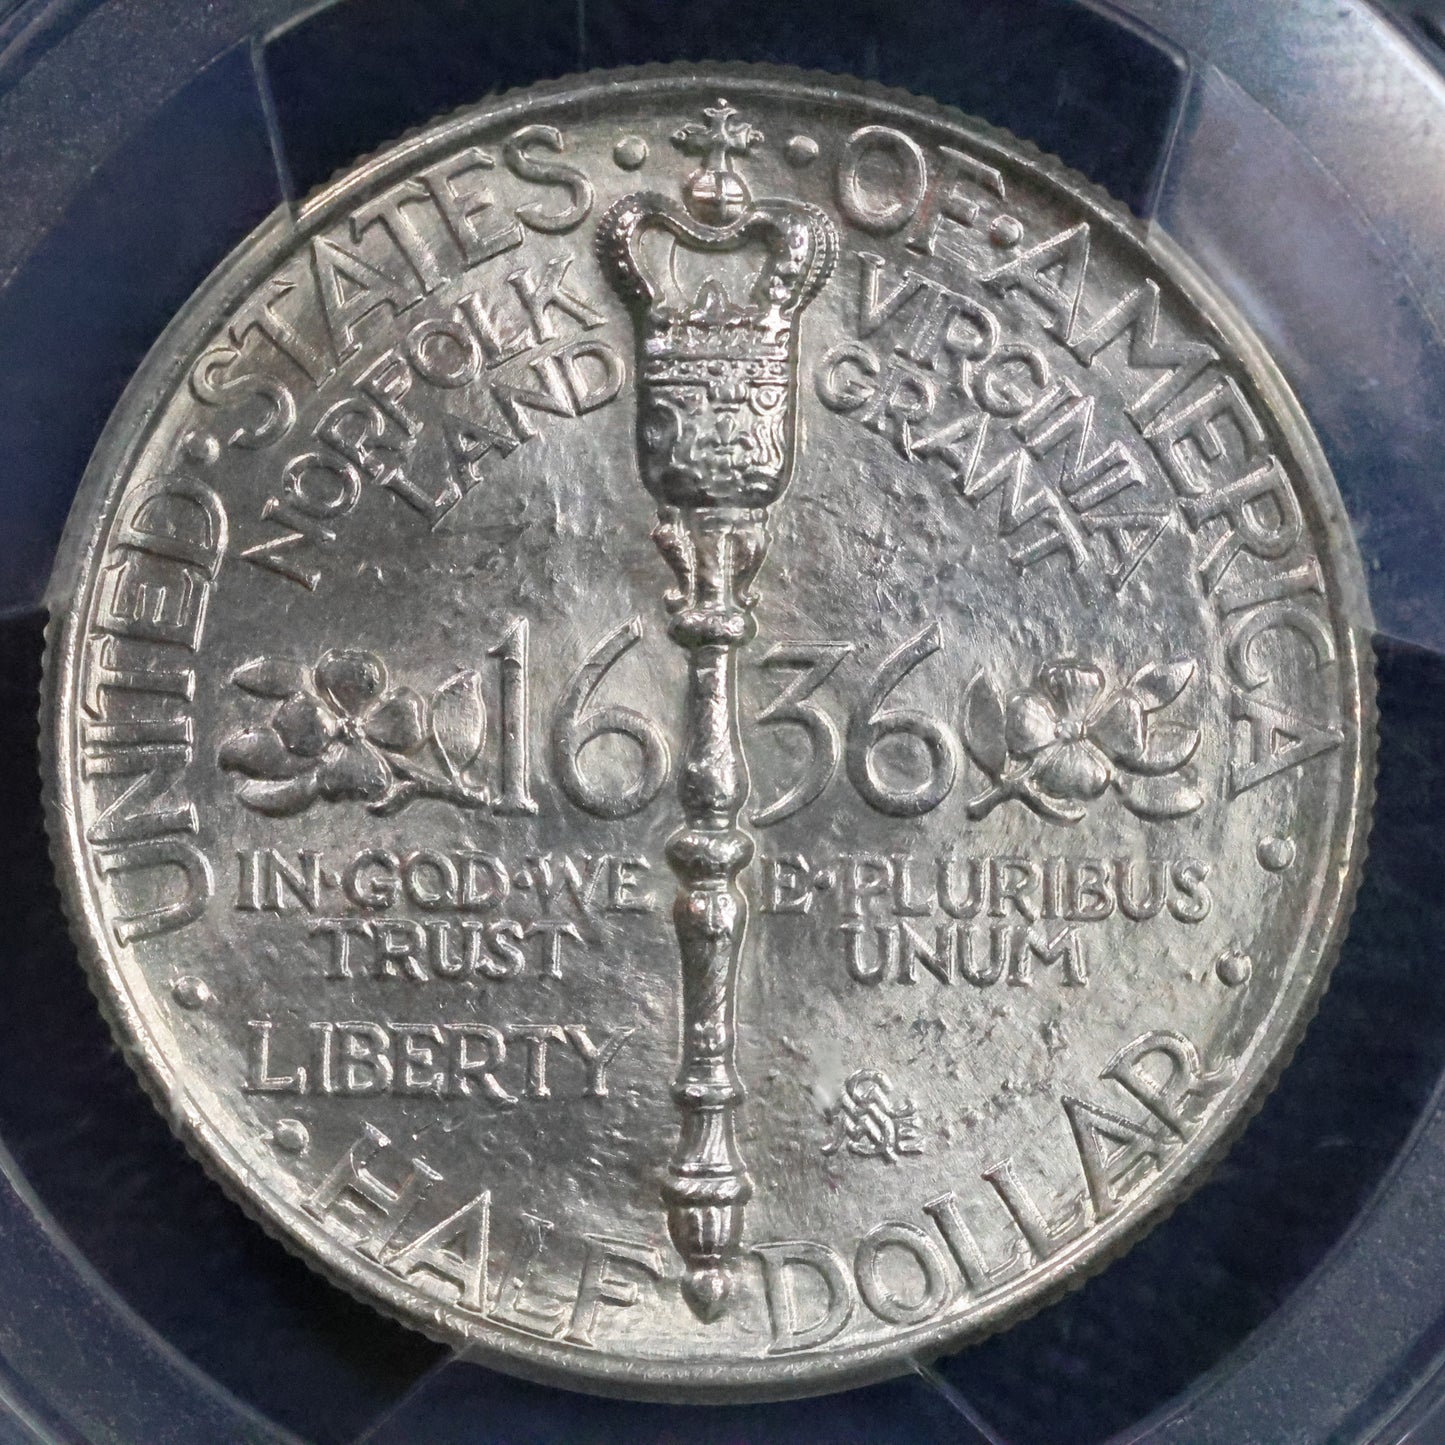 UNITED · STATES · OF · AMERICA
NORFOLK
LAND
VIRGINIA
GRANT
1636
IN · GOD · WE
TRUST
E · PLURIBUS
UNUM
LIBERTY
HALF DOLLAR